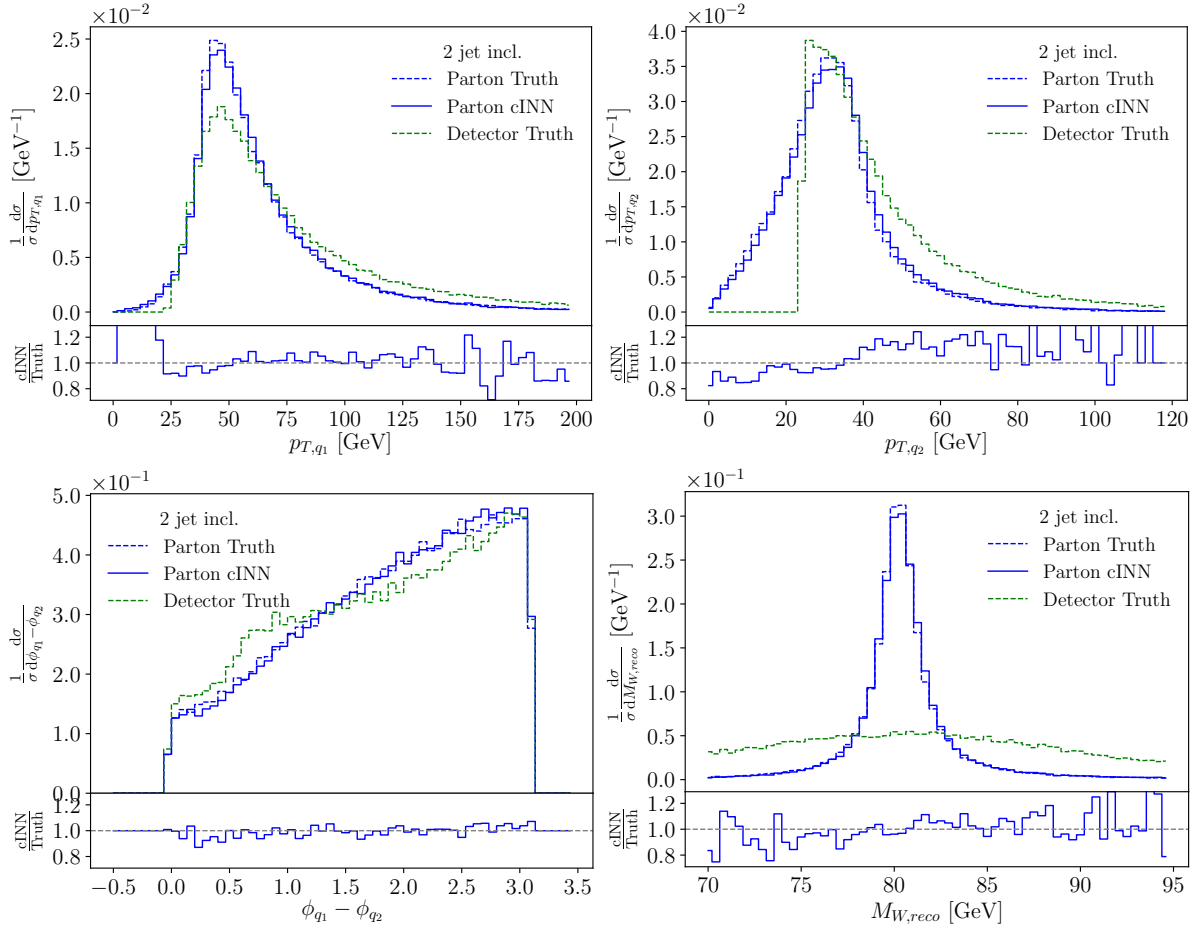 ×10⁻²
2.5
2.0
1.5
1.0
0.5
0.0
1/σ dσ/dp_{T,q₁} [GeV⁻¹]
2 jet incl.
Parton Truth
Parton cINN
Detector Truth
1.2
1.0
0.8
cINN/Truth
0 25 50 75 100 125 150 175 200
p_{T,q₁} [GeV]
×10⁻²
4.0
3.0
2.0
1.0
0.0
1/σ dσ/dp_{T,q₂} [GeV⁻¹]
2 jet incl.
Parton Truth
Parton cINN
Detector Truth
1.2
1.0
0.8
cINN/Truth
0 20 40 60 80 100 120
p_{T,q₂} [GeV]
×10⁻¹
5.0
4.0
3.0
2.0
1.0
0.0
1/σ dσ/dϕ_{q₁}−ϕ_{q₂}
2 jet incl.
Parton Truth
Parton cINN
Detector Truth
1.2
1.0
0.8
cINN/Truth
−0.5 0.0 0.5 1.0 1.5 2.0 2.5 3.0 3.5
ϕ_{q₁} − ϕ_{q₂}
×10⁻¹
3.0
2.5
2.0
1.5
1.0
0.5
0.0
1/σ dσ/dM_{W,reco} [GeV⁻¹]
2 jet incl.
Parton Truth
Parton cINN
Detector Truth
1.2
1.0
0.8
cINN/Truth
70 75 80 85 90 95
M_{W,reco} [GeV]